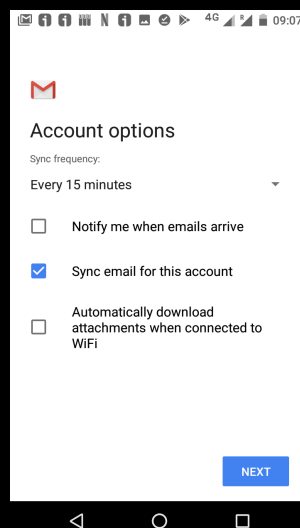 4G R 09:07
Account options
Sync frequency:
Every 15 minutes
Notify me when emails arrive
Sync email for this account
Automatically download
attachments when connected to
WiFi
NEXT